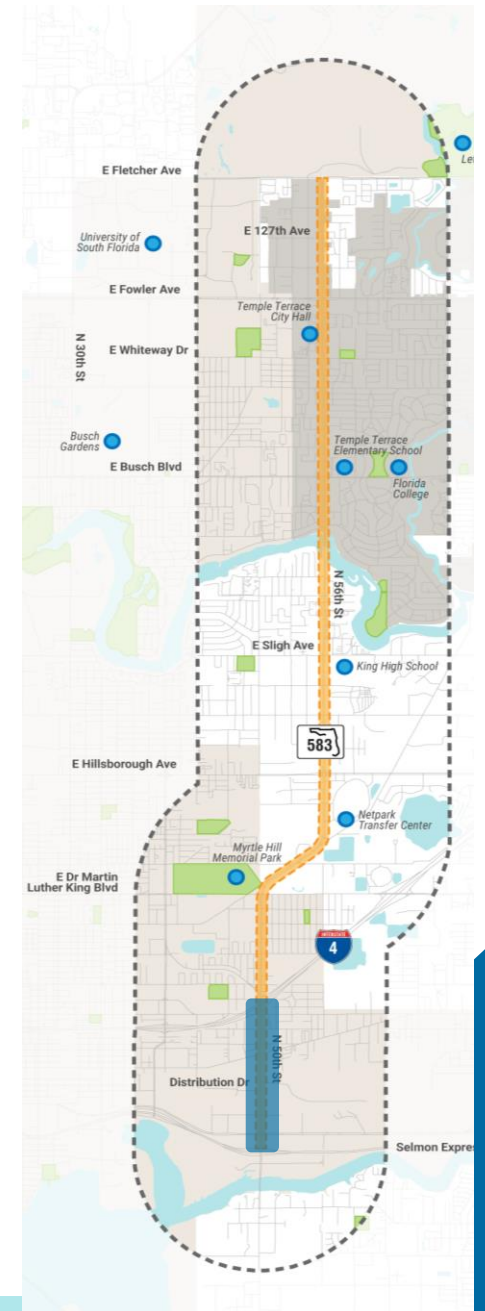 E Fletcher Ave
E 127th Ave
University of
South Florida
E Fowler Ave
Temple Terrace
City Hall
N 30th St
E Whiteway Dr
Busch
Gardens
E Busch Blvd
Temple Terrace
Elementary School
Florida
College
N 56th St
E Sligh Ave
King High School
583
E Hillsborough Ave
Netpark
Transfer Center
Myrtle Hill
Memorial Park
E Dr Martin
Luther King Blvd
INTERSTATE
4
N 50th St
Distribution Dr
Selmon